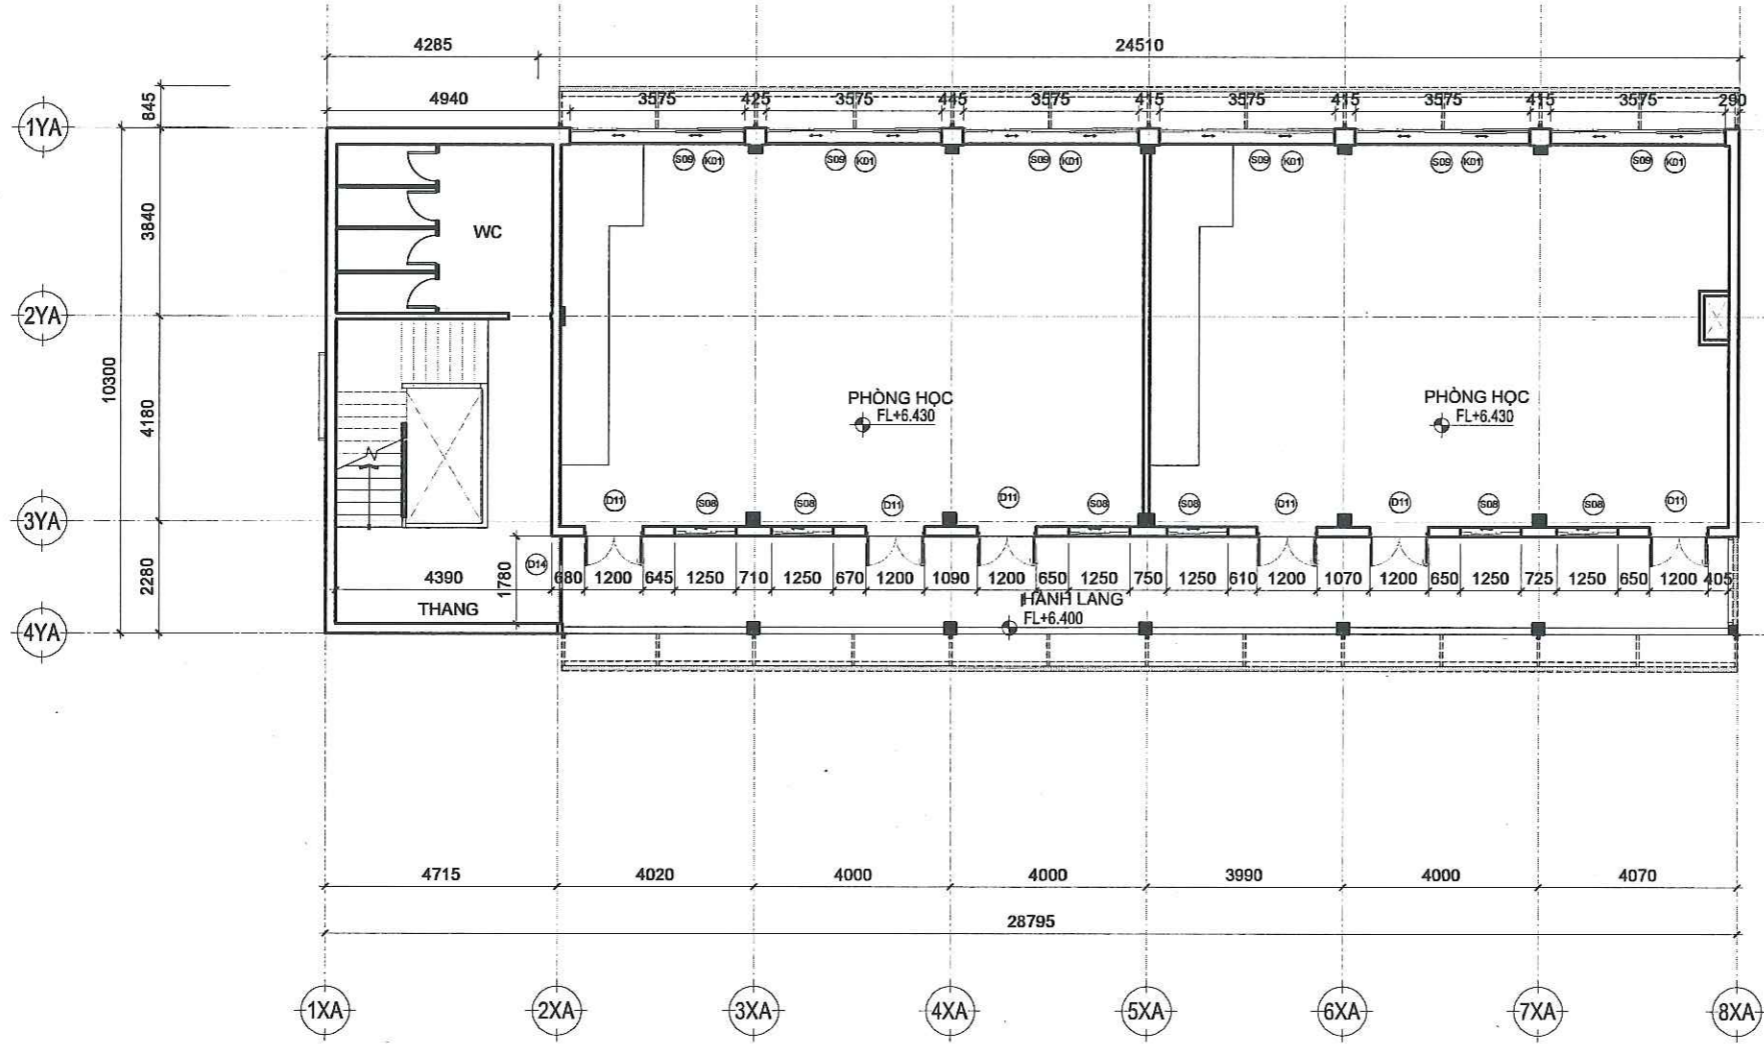 4285 24510
845 4940 3575 425 3575 445 3575 455 3575 415 3575 415 3575 290
1YA
S09 K01 S09 K01 S09 K01 S09 K01 S09 K01 S09 K01
3840
WC
2YA
10300
4180
PHÒNG HỌC PHÒNG HỌC
FL+6.430 FL+6.430
D11 S08 S08 D11 D11 S08 S08 D11 D11 S08 S08 D11
3YA
2280 4390 1780 D14 680 1200 645 1250 710 1250 670 1200 1090 1200 650 1250 750 1250 610 1200 1070 1200 650 1250 725 1250 650 1200 405
THANG HÀNH LANG
FL+6.400
4YA
4715 4020 4000 4000 3990 4000 4070
28795
1XA 2XA 3XA 4XA 5XA 6XA 7XA 8XA